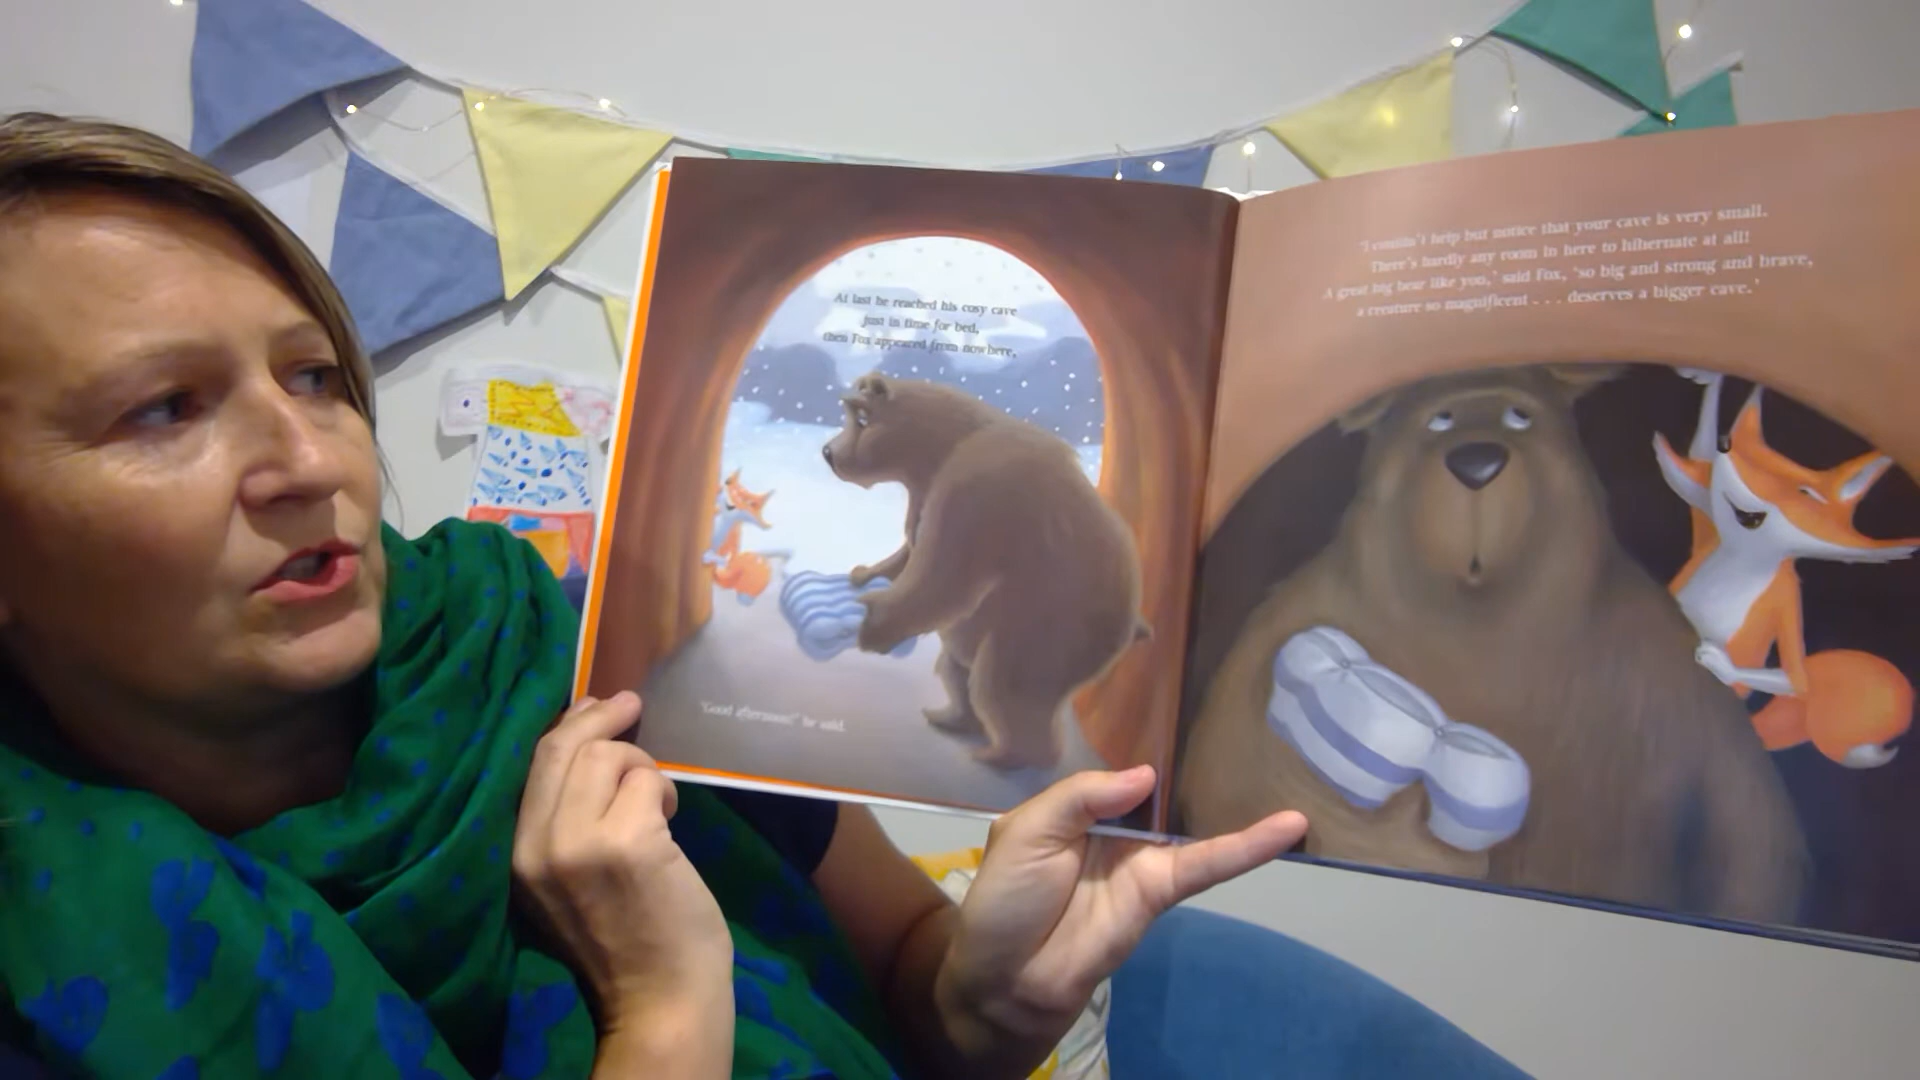 At last he reached his cosy cave
just in time for bed,
then Fox appeared from nowhere,
'Good afternoon!' he said.
'I couldn't help but notice that your cave is very small.
There's hardly any room in here to hibernate at all!
A great big bear like you,' said Fox, 'so big and strong and brave,
a creature so magnificent . . . deserves a bigger cave.'